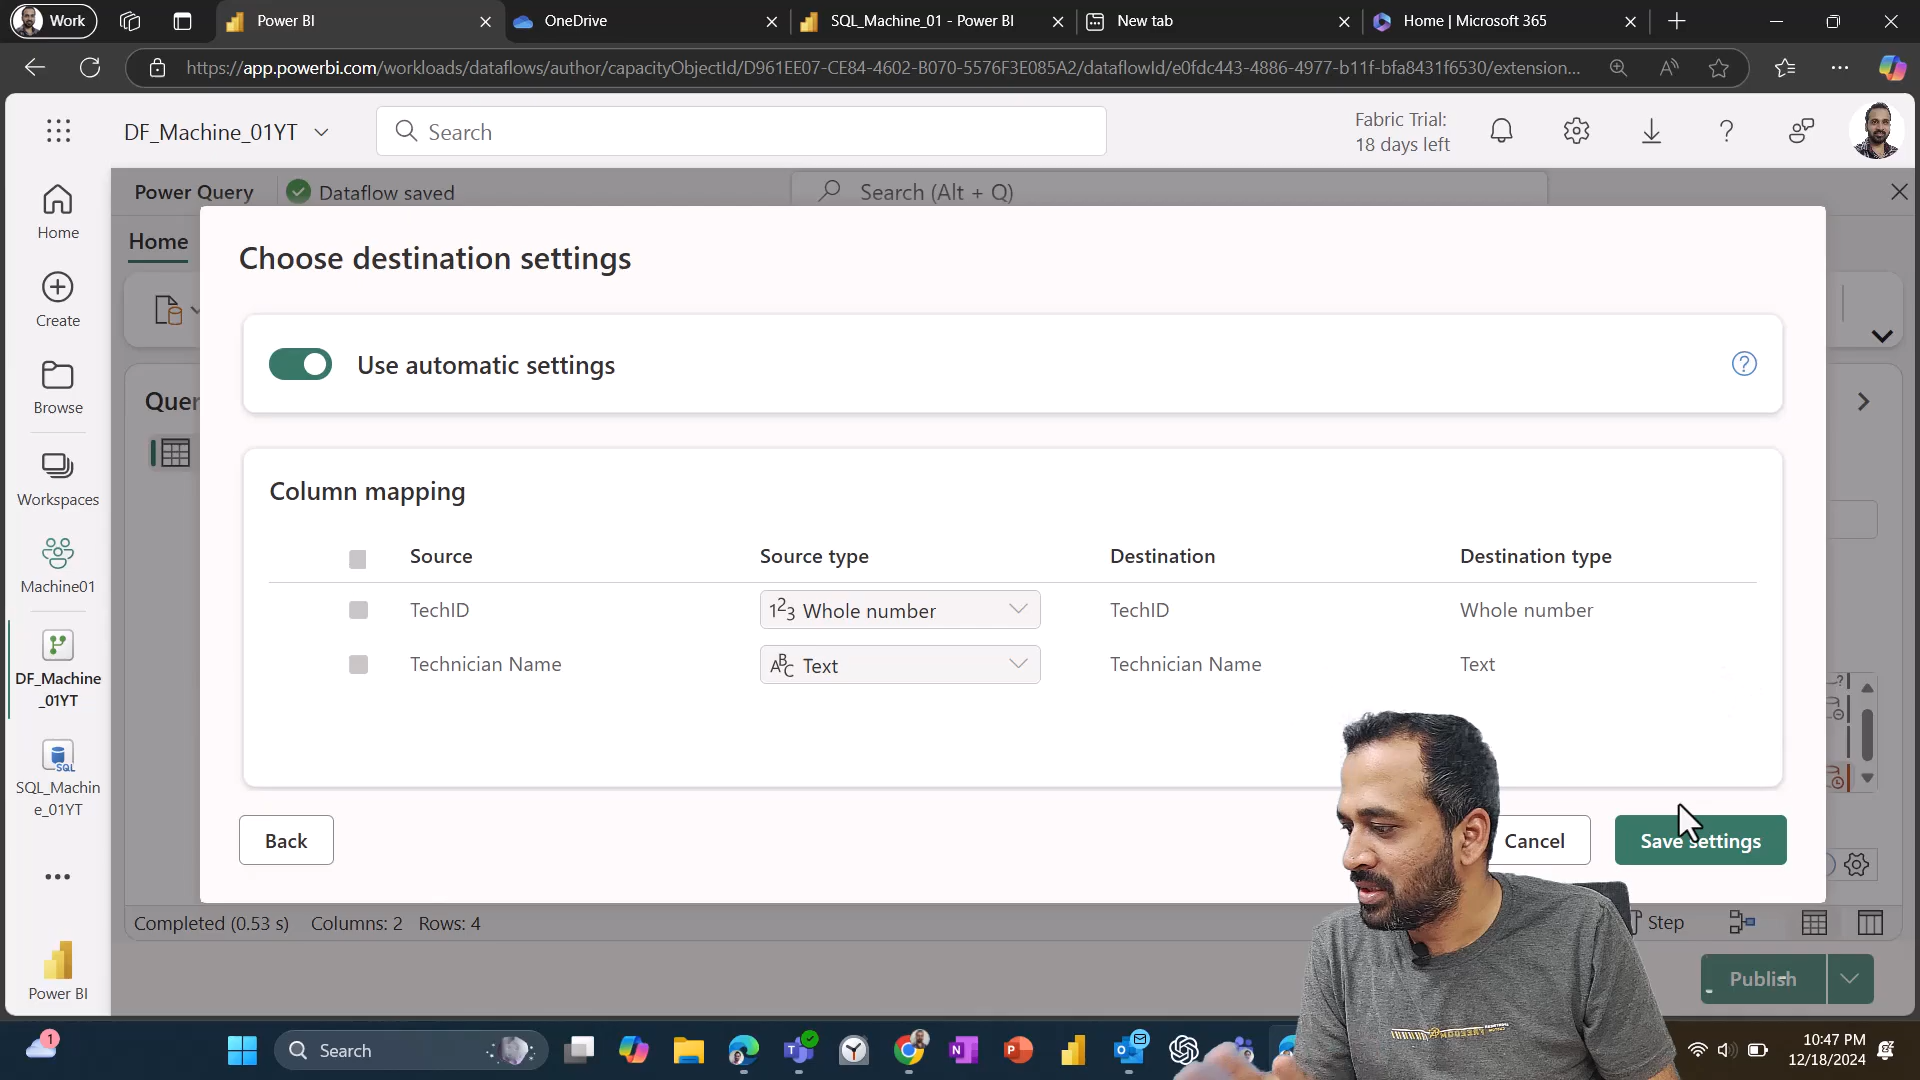 Work
Power BI
OneDrive
SQL_Machine_01 - Power BI
New tab
Home | Microsoft 365
https://app.powerbi.com/workloads/dataflows/author/capacityObjectId/D961EE07-CE84-4602-B070-5576F3E085A2/dataflowId/e0fdc443-4886-4977-b11f-bfa8431f6530/extension...
DF_Machine_01YT
Search
Fabric Trial:
18 days left
Power Query
Dataflow saved
Search (Alt + Q)
Home
Home
Create
Browse
Workspaces
Machine01
DF_Machine
_01YT
SQL_Machin
e_01YT
Power BI
Quer
Choose destination settings
Use automatic settings
Column mapping
Source
Source type
Destination
Destination type
TechID
Whole number
TechID
Whole number
Technician Name
Text
Technician Name
Text
Back
Cancel
Save settings
Completed (0.53 s)
Columns: 2
Rows: 4
Step
Publish
1
Search
10:47 PM
12/18/2024